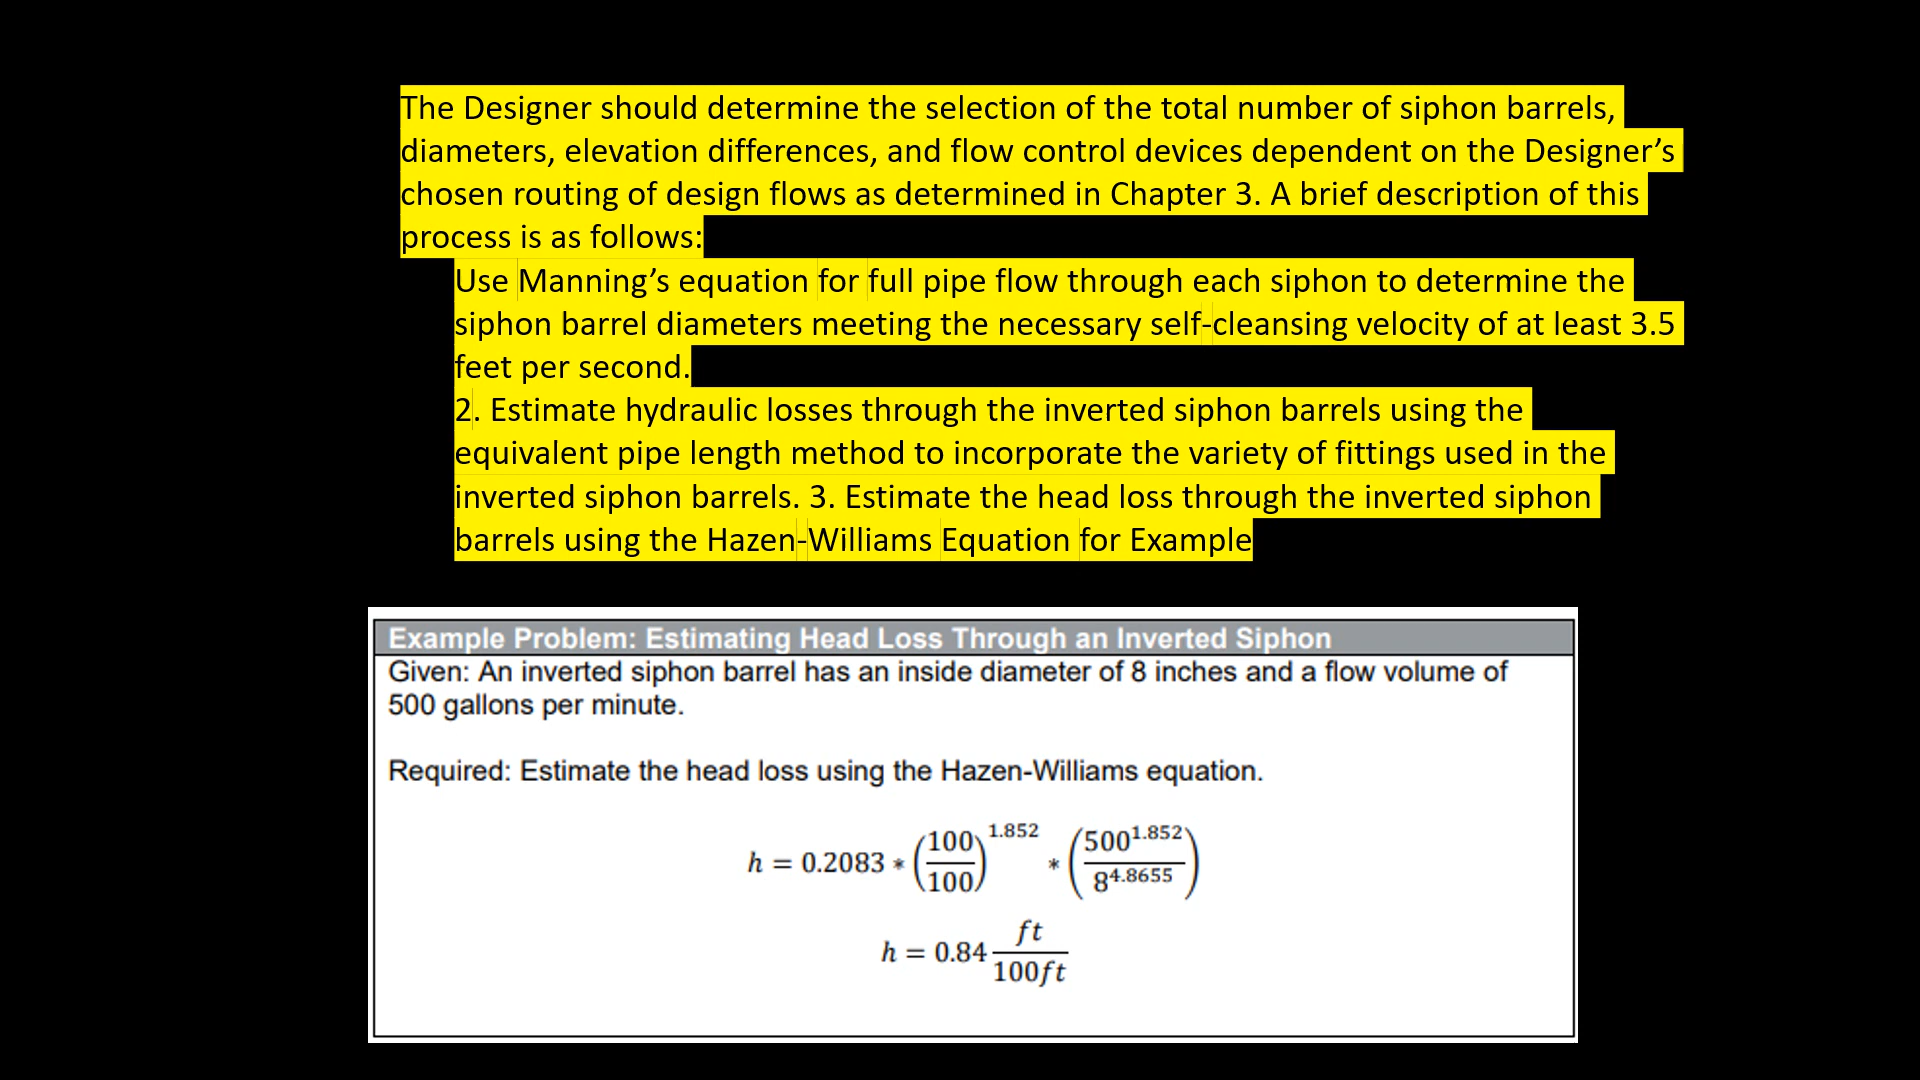 The Designer should determine the selection of the total number of siphon barrels,
diameters, elevation differences, and flow control devices dependent on the Designer’s
chosen routing of design flows as determined in Chapter 3. A brief description of this
process is as follows:
Use Manning’s equation for full pipe flow through each siphon to determine the
siphon barrel diameters meeting the necessary self-cleansing velocity of at least 3.5
feet per second.
2. Estimate hydraulic losses through the inverted siphon barrels using the
equivalent pipe length method to incorporate the variety of fittings used in the
inverted siphon barrels. 3. Estimate the head loss through the inverted siphon
barrels using the Hazen-Williams Equation for Example
Example Problem: Estimating Head Loss Through an Inverted Siphon
Given: An inverted siphon barrel has an inside diameter of 8 inches and a flow volume of
500 gallons per minute.
Required: Estimate the head loss using the Hazen-Williams equation.
h = 0.2083 * (100/100)^1.852 * (500^1.852/8^4.8655)
h = 0.84 ft/100ft